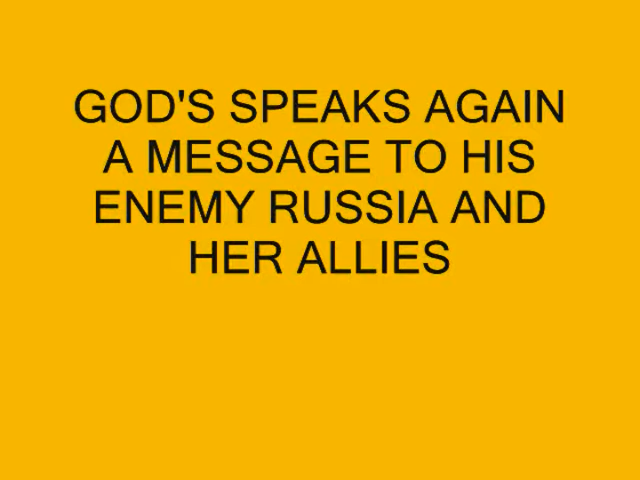 GOD'S SPEAKS AGAIN
A MESSAGE TO HIS
ENEMY RUSSIA AND
HER ALLIES